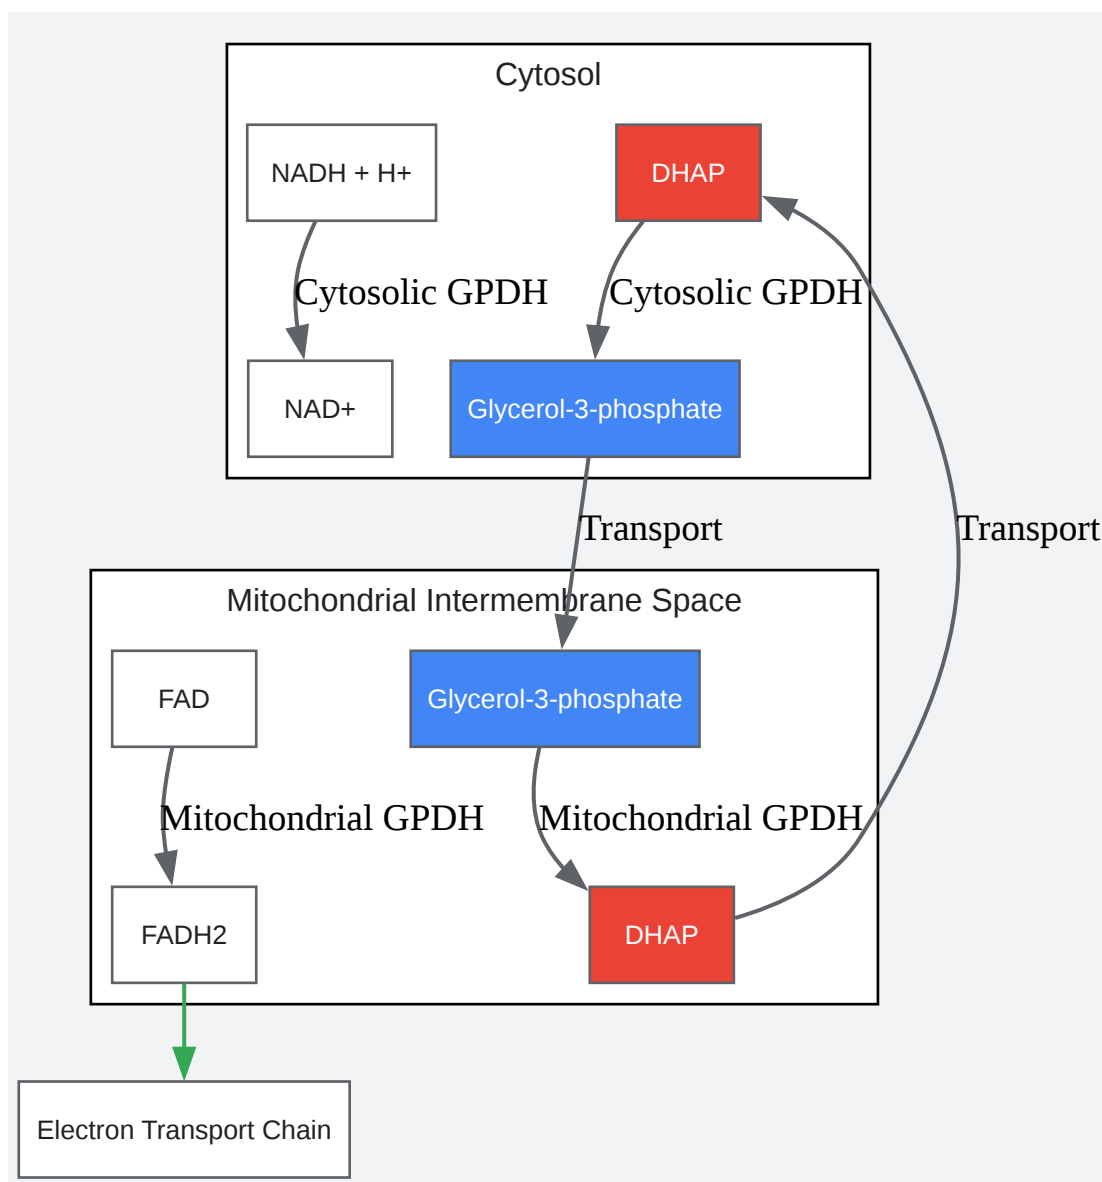 Cytosol
NADH + H+
DHAP
Cytosolic GPDH
Cytosolic GPDH
NAD+
Glycerol-3-phosphate
Transport
Transport
Mitochondrial Intermembrane Space
FAD
Glycerol-3-phosphate
Mitochondrial GPDH
Mitochondrial GPDH
FADH2
DHAP
Electron Transport Chain